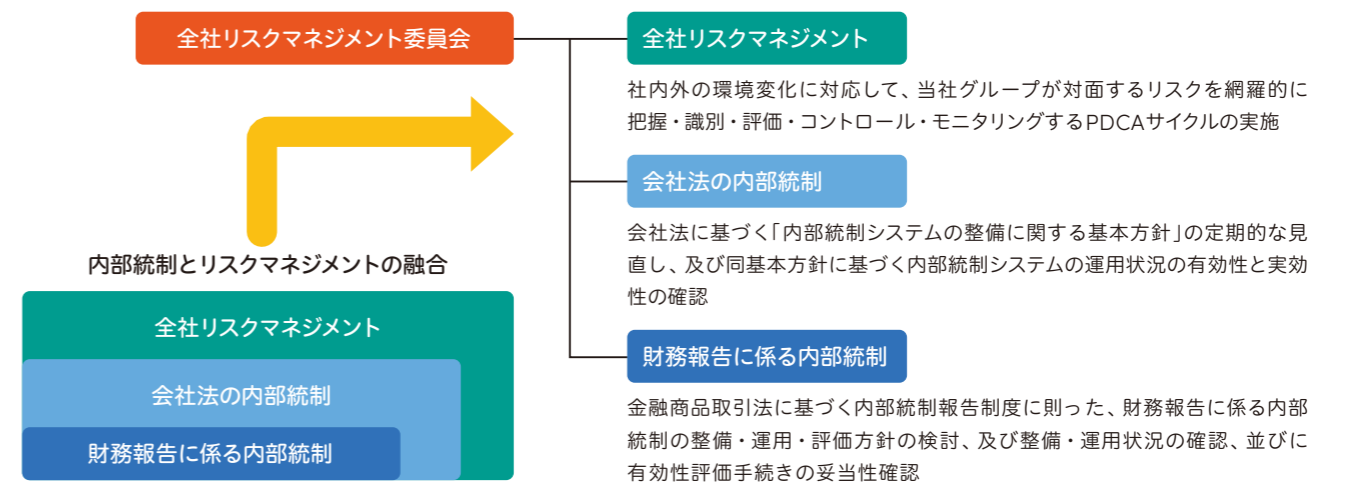 全社リスクマネジメント委員会
全社リスクマネジメント
社内外の環境変化に対応して、当社グループが対面するリスクを網羅的に
把握・識別・評価・コントロール・モニタリングするPDCAサイクルの実施
会社法の内部統制
会社法に基づく「内部統制システムの整備に関する基本方針」の定期的な見
直し、及び同基本方針に基づく内部統制システムの運用状況の有効性と実効
性の確認
財務報告に係る内部統制
金融商品取引法に基づく内部統制報告制度に則った、財務報告に係る内部
統制の整備・運用・評価方針の検討、及び整備・運用状況の確認、並びに
有効性評価手続きの妥当性確認
内部統制とリスクマネジメントの融合
全社リスクマネジメント
会社法の内部統制
財務報告に係る内部統制